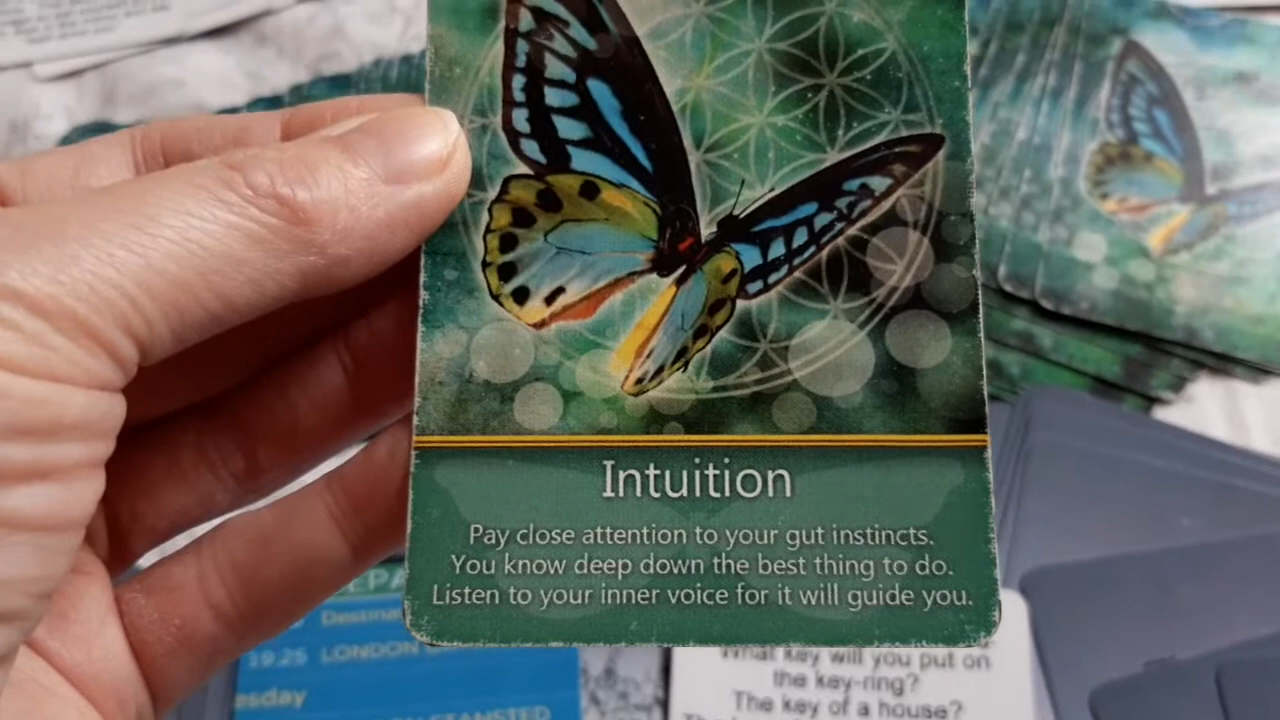 Intuition
Pay close attention to your gut instincts.
You know deep down the best thing to do.
Listen to your inner voice for it will guide you.
19.25 LONDON
esday
STANSTED
What key will you put on
the key-ring?
The key of a house?